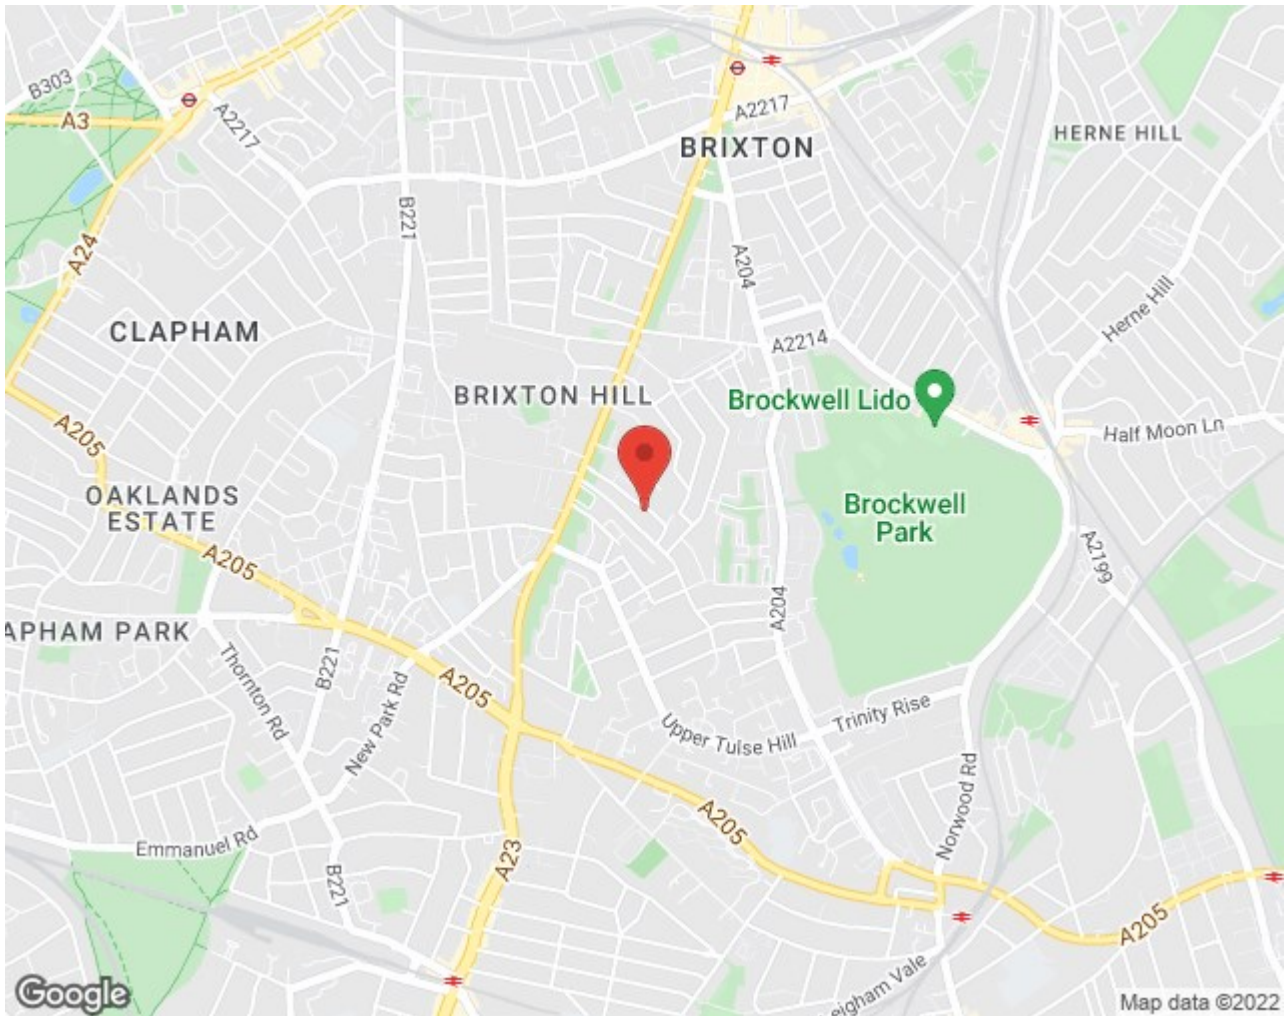 B303
A3
A2217
A2217
BRIXTON
HERNE HILL
B221
A24
A204
Herne Hill
CLAPHAM
A2214
BRIXTON HILL
Brockwell Lido
Half Moon Ln
A205
OAKLANDS
ESTATE
Brockwell
Park
A205
A2199
A204
APHAM PARK
Thornton Rd
B221
New Park Rd
A205
Trinity Rise
Upper Tulse Hill
Norwood Rd
A205
Emmanuel Rd
A23
B221
A205
eigham Vale
Google
Map data ©2022